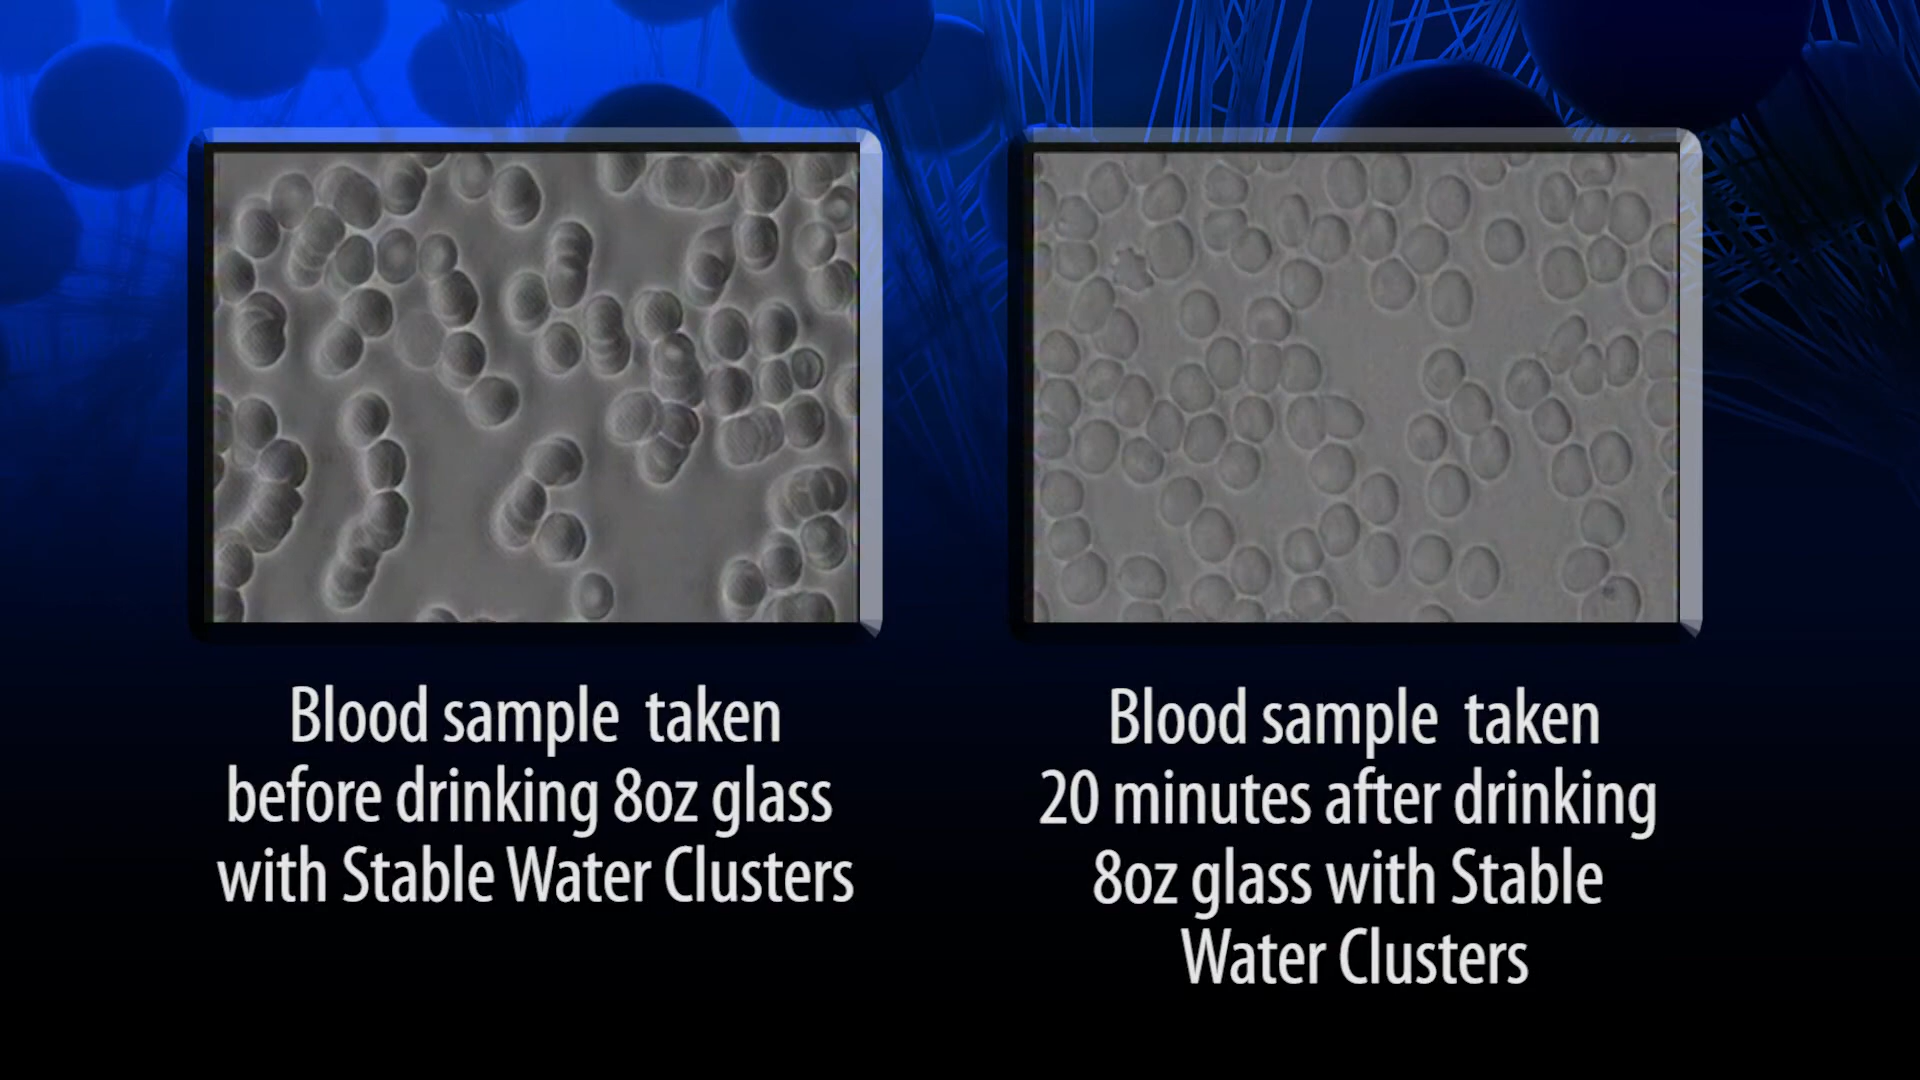 Blood sample  taken
before drinking 8oz glass
with Stable Water Clusters
Blood sample  taken
20 minutes after drinking
8oz glass with Stable
Water Clusters